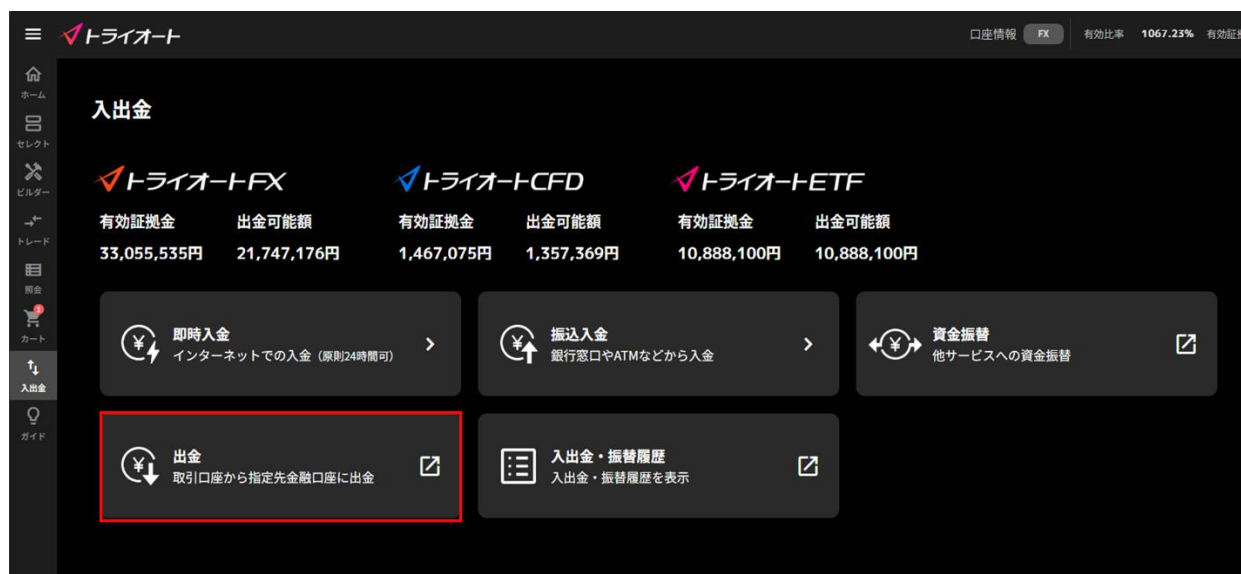 トライオート
口座情報 FX 有効比率 1067.23%
ホーム
セレクト
ビルダー
トレード
照会
1
カート
入出金
ガイド
入出金
トライオートFX トライオートCFD トライオートETF
有効証拠金 出金可能額 有効証拠金 出金可能額 有効証拠金 出金可能額
33,055,535円 21,747,176円 1,467,075円 1,357,369円 10,888,100円 10,888,100円
即時入金
インターネットでの入金（原則24時間可）
振込入金
銀行窓口やATMなどから入金
資金振替
他サービスへの資金振替
出金
取引口座から指定先金融口座に出金
入出金・振替履歴
入出金・振替履歴を表示